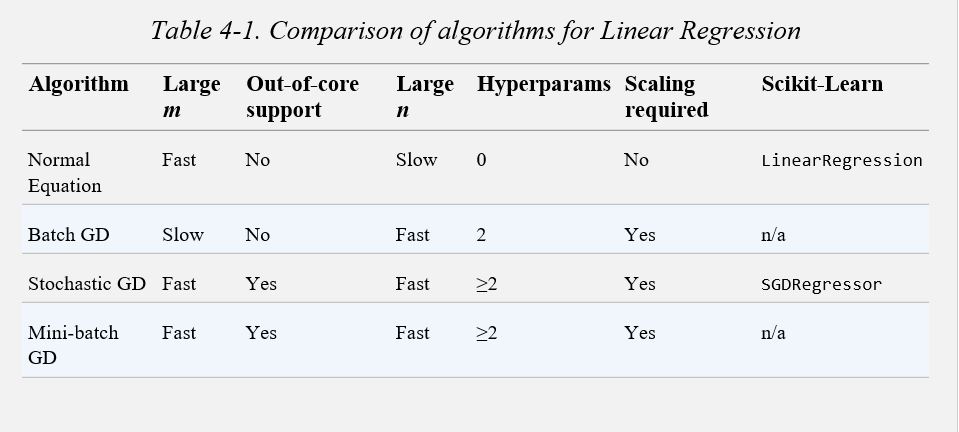 Table 4-1. Comparison of algorithms for Linear Regression
Algorithm Large m Out-of-core support Large n Hyperparams Scaling required Scikit-Learn
Normal Equation Fast No Slow 0 No LinearRegression
Batch GD Slow No Fast 2 Yes n/a
Stochastic GD Fast Yes Fast ≥2 Yes SGDRegressor
Mini-batch GD Fast Yes Fast ≥2 Yes n/a